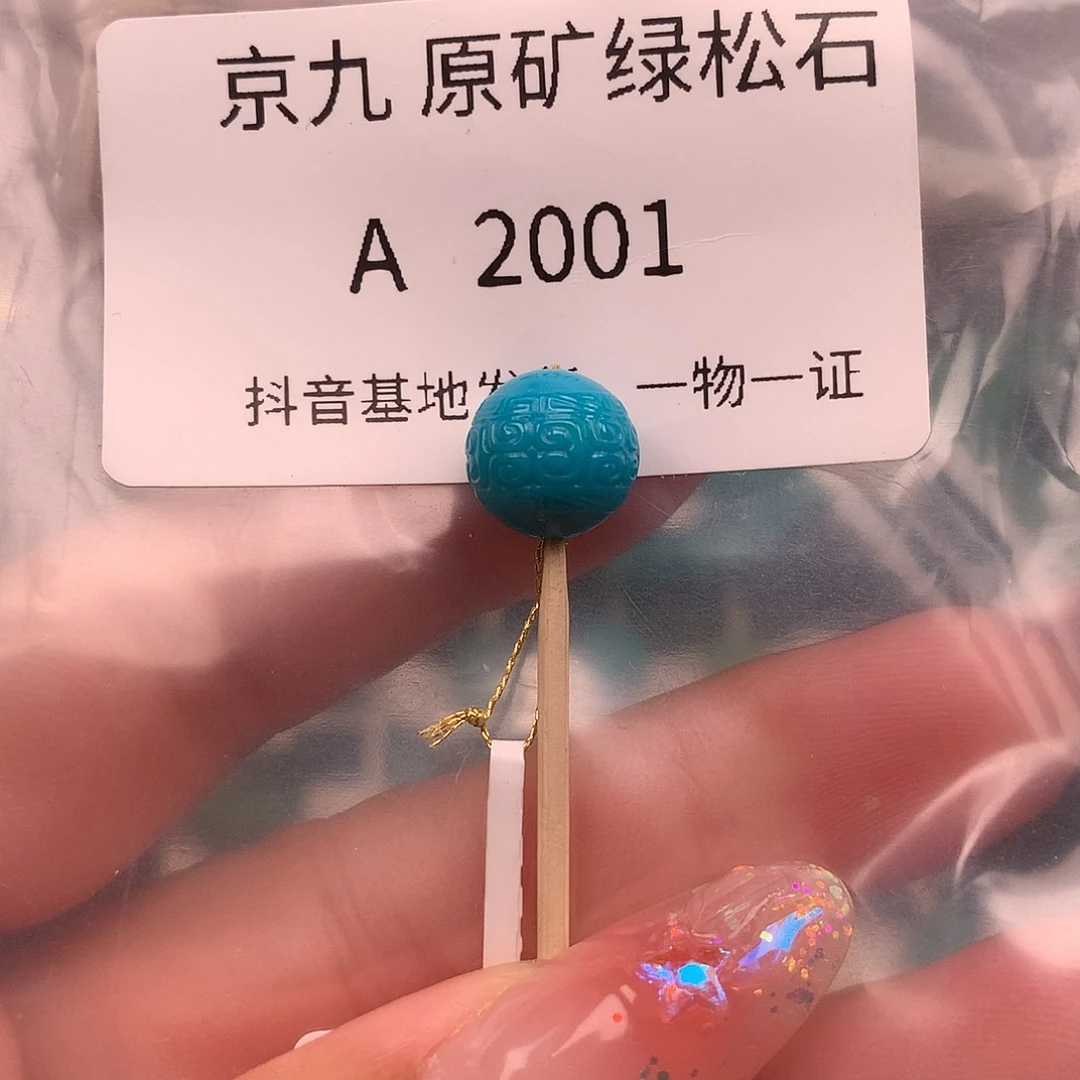 京九 原矿绿松石
A 2001
抖音基地 一物一证